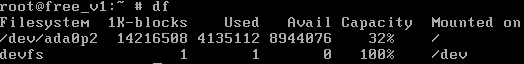 root@free_v1:~ # df
Filesystem 1K-blocks Used Avail Capacity Mounted on
/dev/ada0p2 14216508 4135112 8944076 32% /
devfs 1 1 0 100% /dev